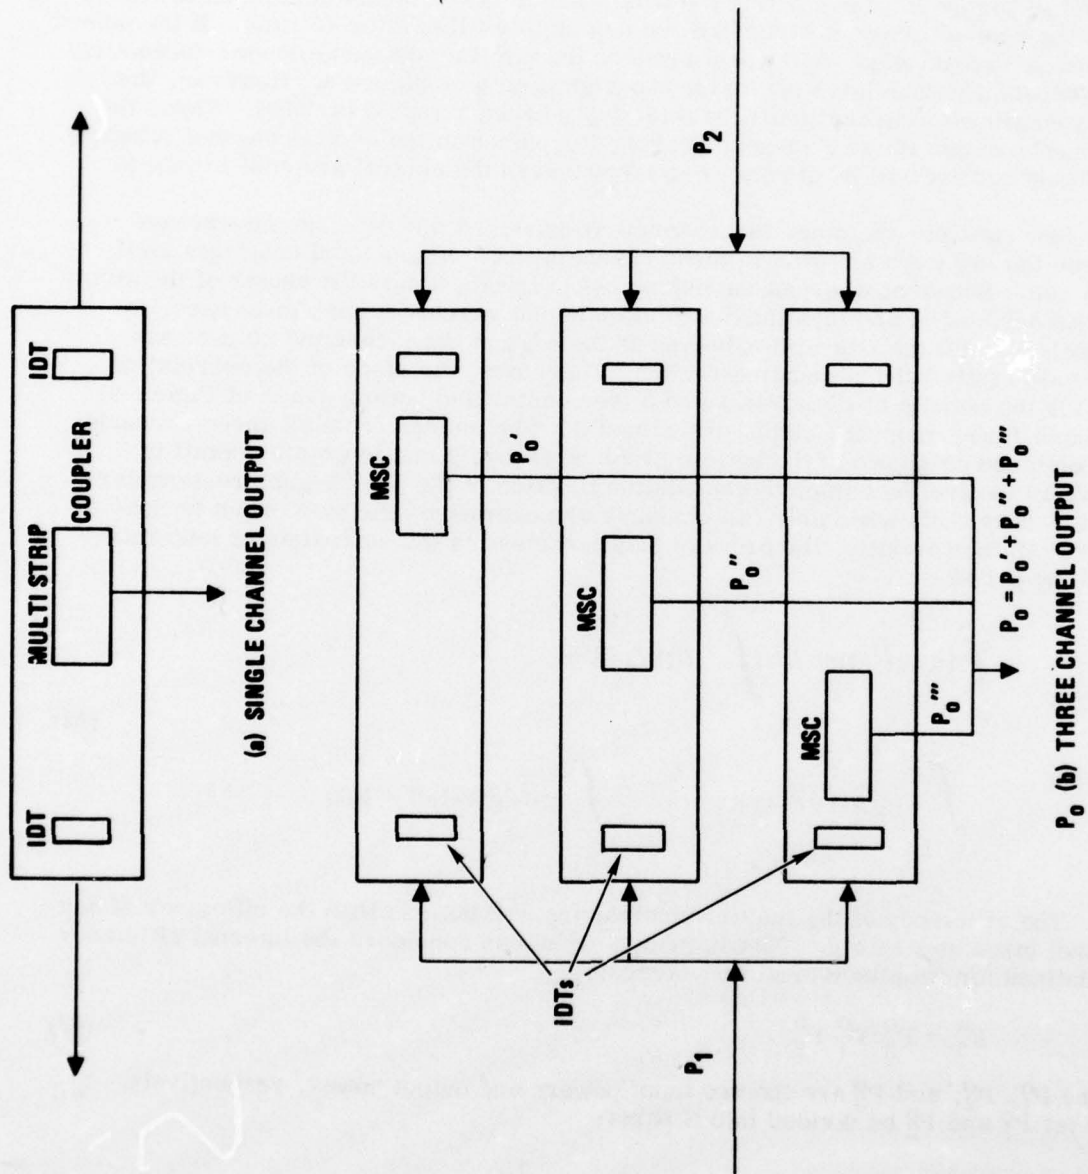 IDT
MULTI STRIP
COUPLER
IDT
(a) SINGLE CHANNEL OUTPUT
MSC
P₀'
MSC
P₀''
MSC
P₀'''
IDTs
P₁
P₂
P₀ = P₀' + P₀'' + P₀'''
P₀ (b) THREE CHANNEL OUTPUT